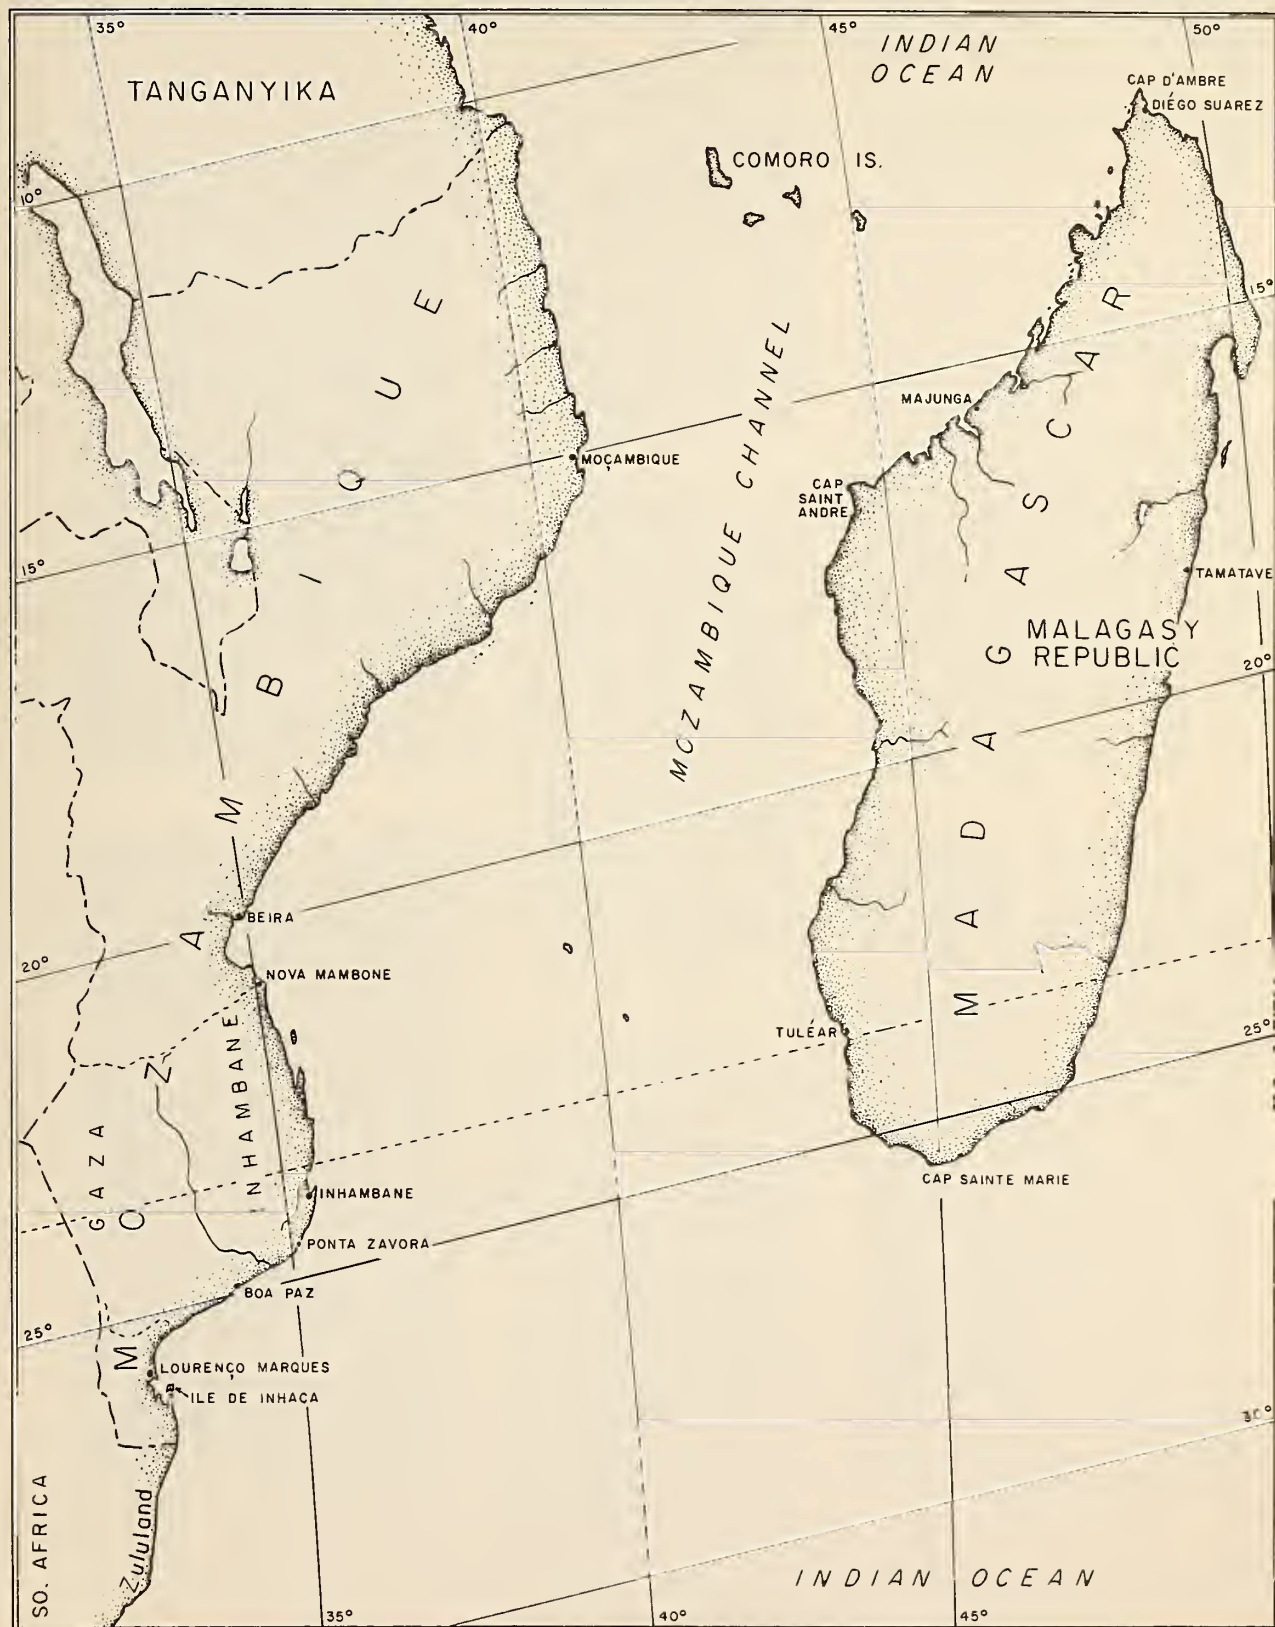 35°
40°
45°
50°
INDIAN
OCEAN
TANGANYIKA
CAP D'AMBRE
DIÉGO SUAREZ
COMORO IS.
10°
15°
MOZAMBIQUE
MOZAMBIQUE CHANNEL
MADAGASCAR
MAJUNGA
MOÇAMBIQUE
CAP
SAINT
ANDRE
15°
TAMATAVE
MALAGASY
REPUBLIC
20°
BEIRA
20°
NOVA MAMBONE
INHAMBANE
TULÉAR
25°
GAZA
CAP SAINTE MARIE
INHAMBANE
PONTA ZAVORA
BOA PAZ
25°
LOURENÇO MARQUES
ILE DE INHACA
30°
SO. AFRICA
Zululand
INDIAN OCEAN
35°
40°
45°